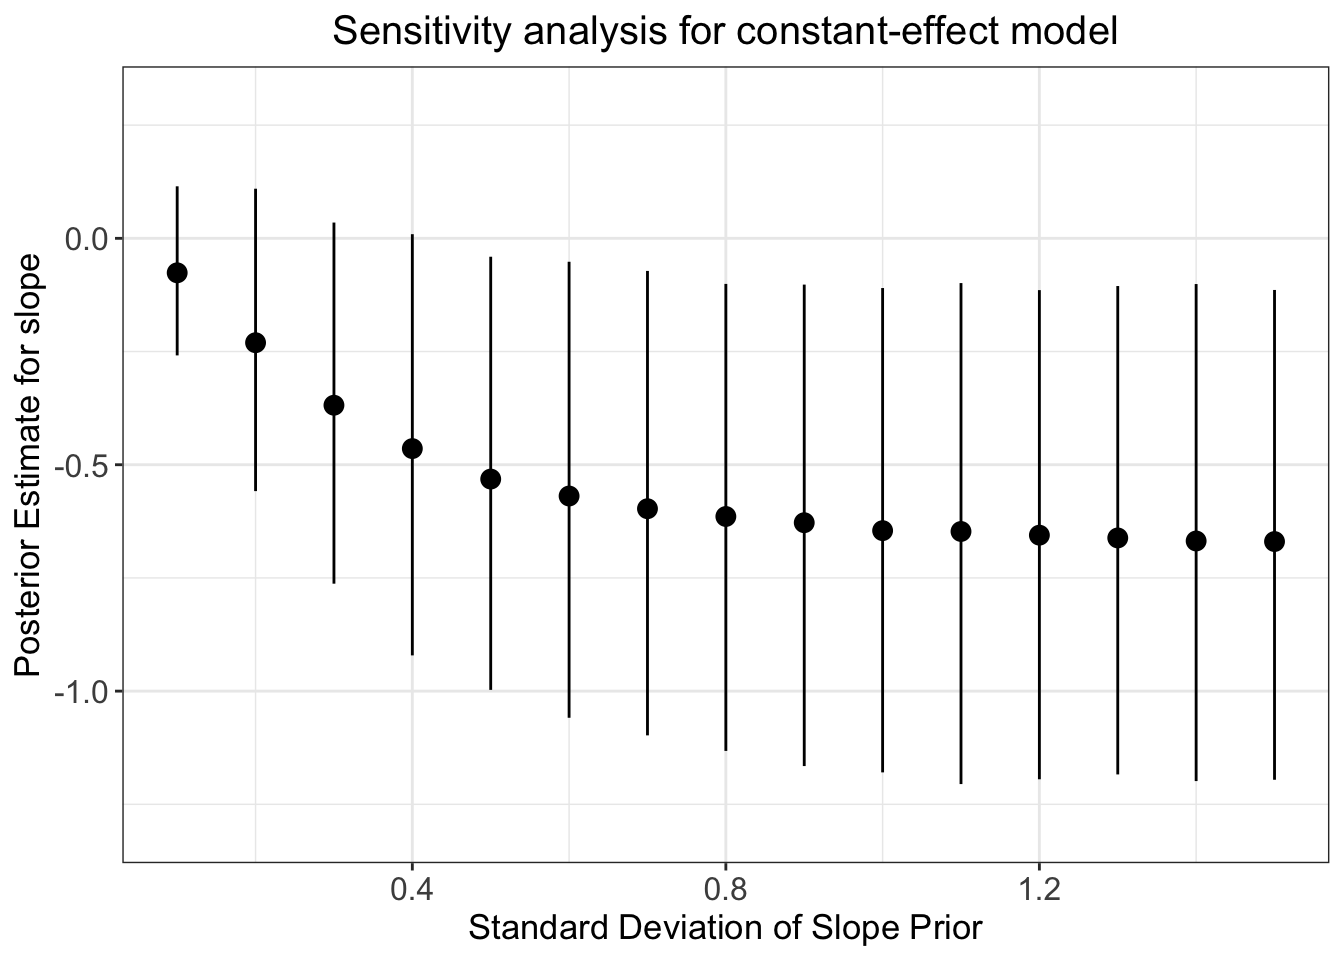 Sensitivity analysis for constant-effect model
Posterior Estimate for slope
0.0
-0.5
-1.0
0.4
0.8
1.2
Standard Deviation of Slope Prior